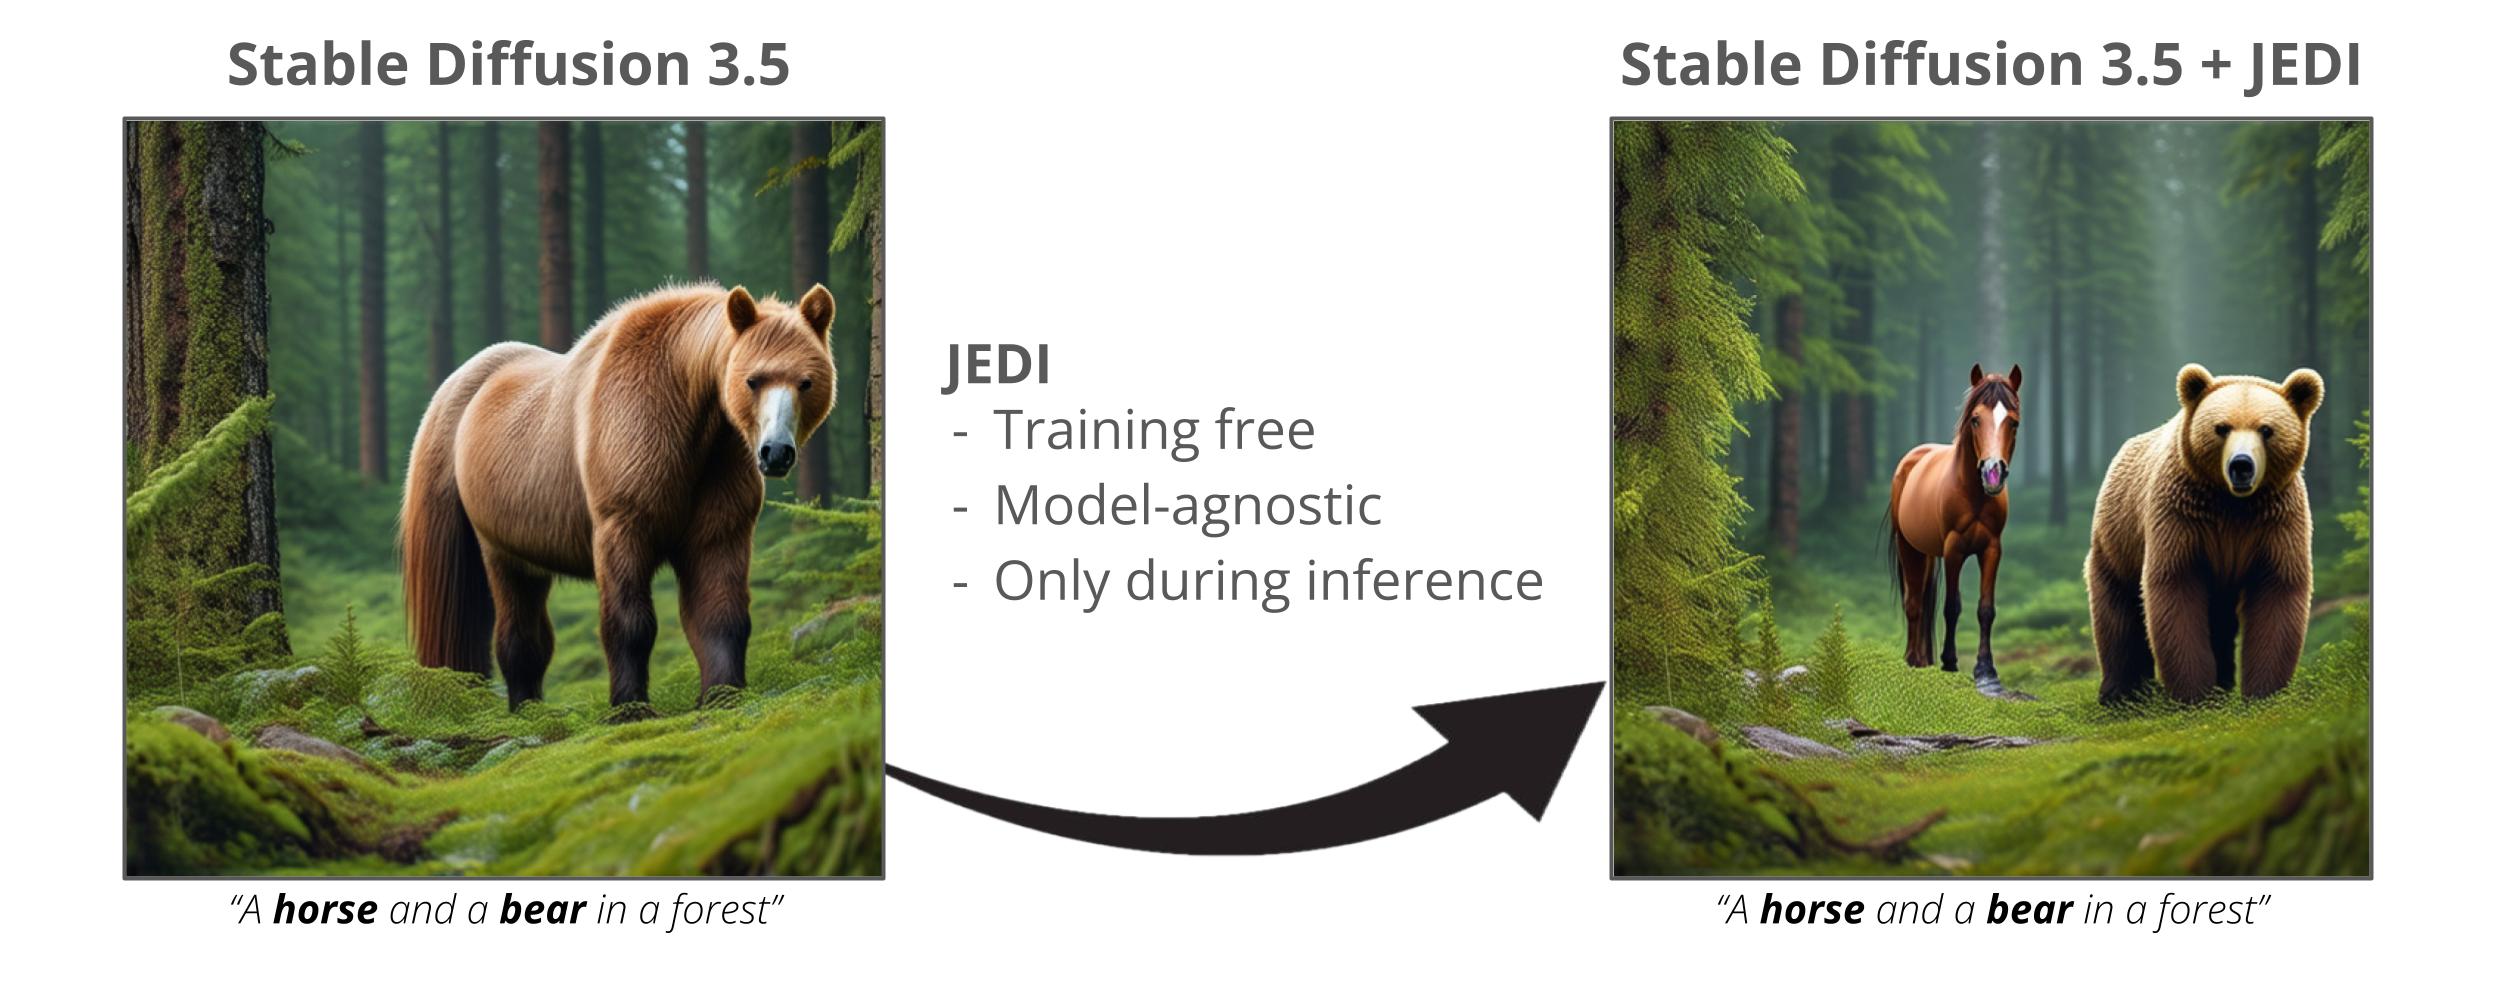 Stable Diffusion 3.5
Stable Diffusion 3.5 + JEDI
JEDI
- Training free
- Model-agnostic
- Only during inference
“A horse and a bear in a forest”
“A horse and a bear in a forest”